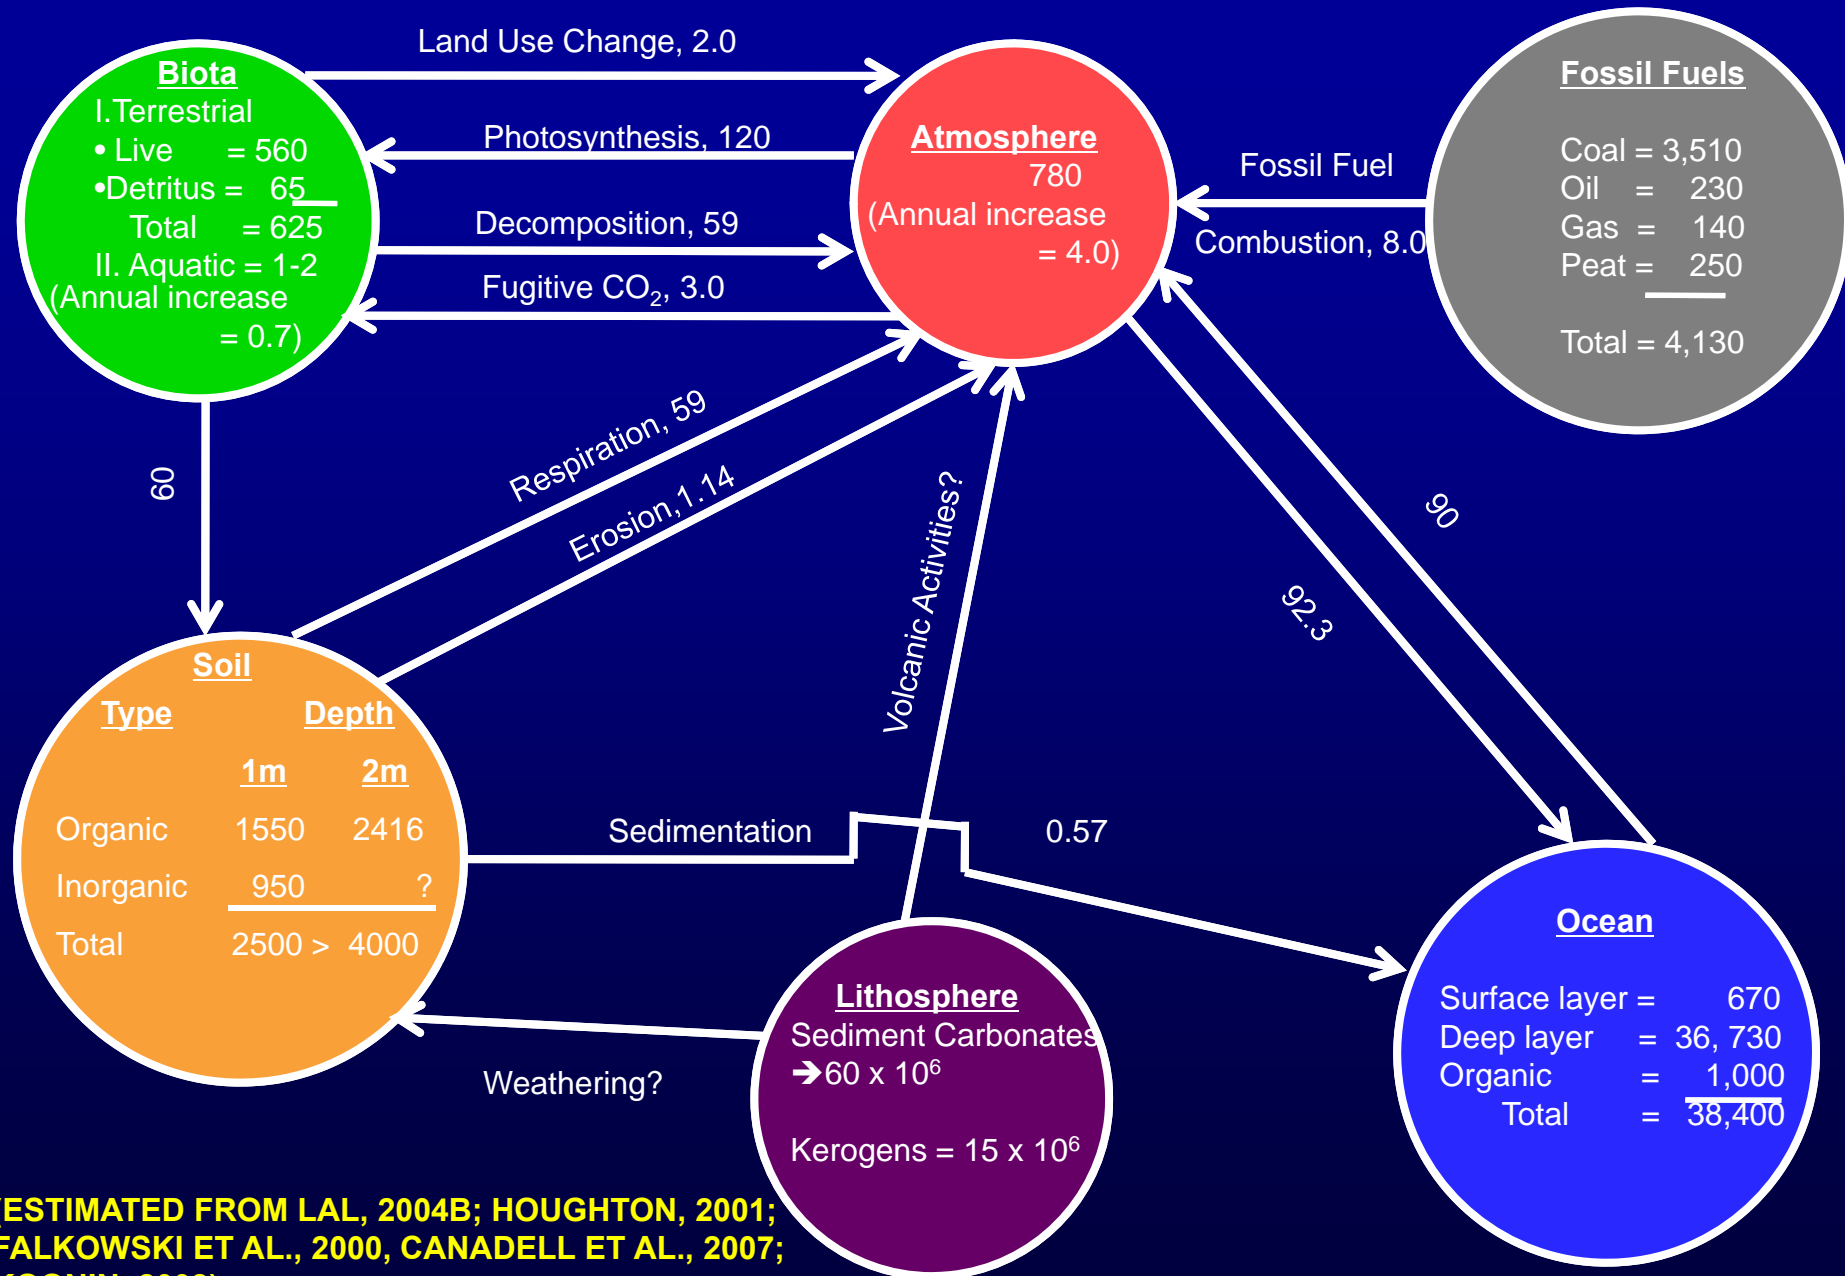 Land Use Change, 2.0
Biota
I.Terrestrial
• Live = 560
•Detritus = 65
Total = 625
II. Aquatic = 1-2
(Annual increase
= 0.7)
Photosynthesis, 120
Decomposition, 59
Fugitive CO₂, 3.0
Atmosphere
780
(Annual increase
= 4.0)
Fossil Fuel
Combustion, 8.0
Fossil Fuels
Coal = 3,510
Oil = 230
Gas = 140
Peat = 250
Total = 4,130
60
Respiration, 59
Erosion,1.14
Volcanic Activities?
90
92.3
Soil
Type Depth
1m 2m
Organic 1550 2416
Inorganic 950 ?
Total 2500 > 4000
Sedimentation 0.57
Weathering?
Lithosphere
Sediment Carbonates
➔60 x 10⁶
Kerogens = 15 x 10⁶
Ocean
Surface layer = 670
Deep layer = 36, 730
Organic = 1,000
Total = 38,400
(ESTIMATED FROM LAL, 2004B; HOUGHTON, 2001;
FALKOWSKI ET AL., 2000, CANADELL ET AL., 2007;